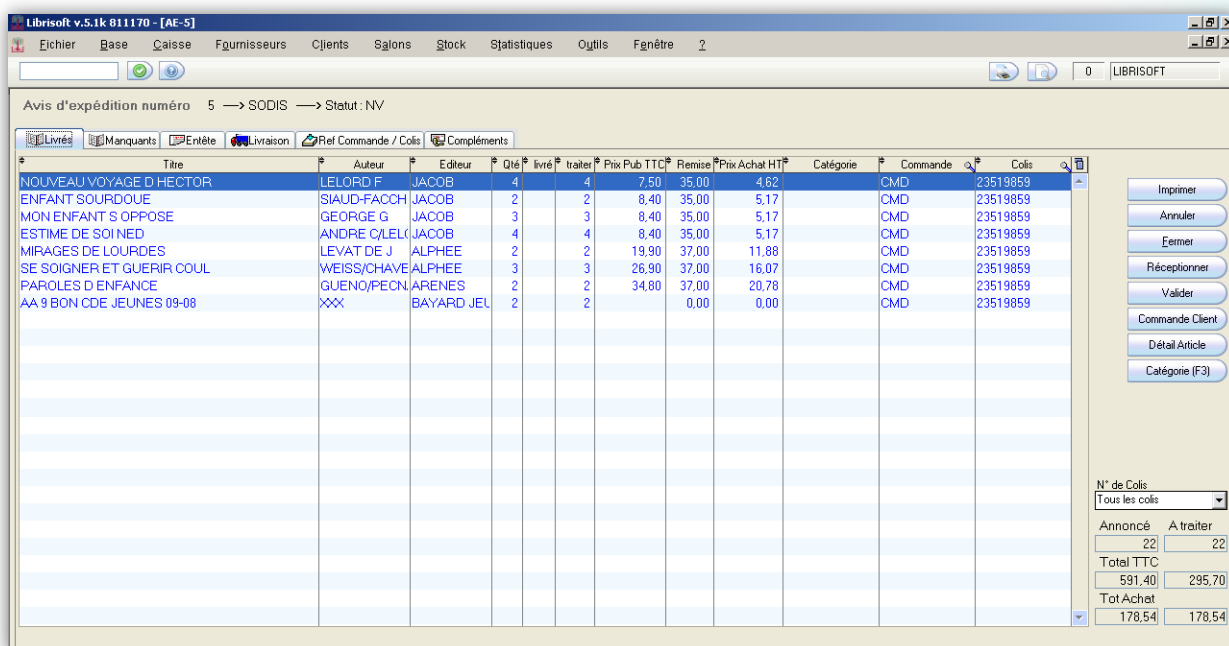 Librisoft v.5.1k 811170 - [AE-5]
Fichier Base Caisse Fournisseurs Clients Salons Stock Statistiques Outils Fenêtre ?
0 LIBRISOFT
Avis d'expédition numéro 5 --> SODIS --> Statut : NV
Livrés Manquants Entête Livraison Ref Commande / Colis Compléments
Titre Auteur Editeur Qté livré traiter Prix Pub TTC Remise Prix Achat HT Catégorie Commande Colis
NOUVEAU VOYAGE D HECTOR LELORD F JACOB 4 4 7,50 35,00 4,62 CMD 23519859
ENFANT SOURDOUE SIAUD-FACCH JACOB 2 2 8,40 35,00 5,17 CMD 23519859
MON ENFANT S OPPOSE GEORGE G JACOB 3 3 8,40 35,00 5,17 CMD 23519859
ESTIME DE SOI NED ANDRE C/LEL( JACOB 4 4 8,40 35,00 5,17 CMD 23519859
MIRAGES DE LOURDES LEVAT DE J ALPHEE 2 2 19,90 37,00 11,88 CMD 23519859
SE SOIGNER ET GUERIR COUL WEISS/CHAVE ALPHEE 3 3 26,90 37,00 16,07 CMD 23519859
PAROLES D ENFANCE GUENO/PECN. ARENES 2 2 34,80 37,00 20,78 CMD 23519859
AA 9 BON CDE JEUNES 09-08 XXX BAYARD JEU 2 2 0,00 0,00 CMD 23519859
Imprimer
Annuler
Fermer
Réceptionner
Valider
Commande Client
Détail Article
Catégorie (F3)
N° de Colis
Tous les colis
Annoncé A traiter
22 22
Total TTC
591,40 295,70
Tot Achat
178,54 178,54